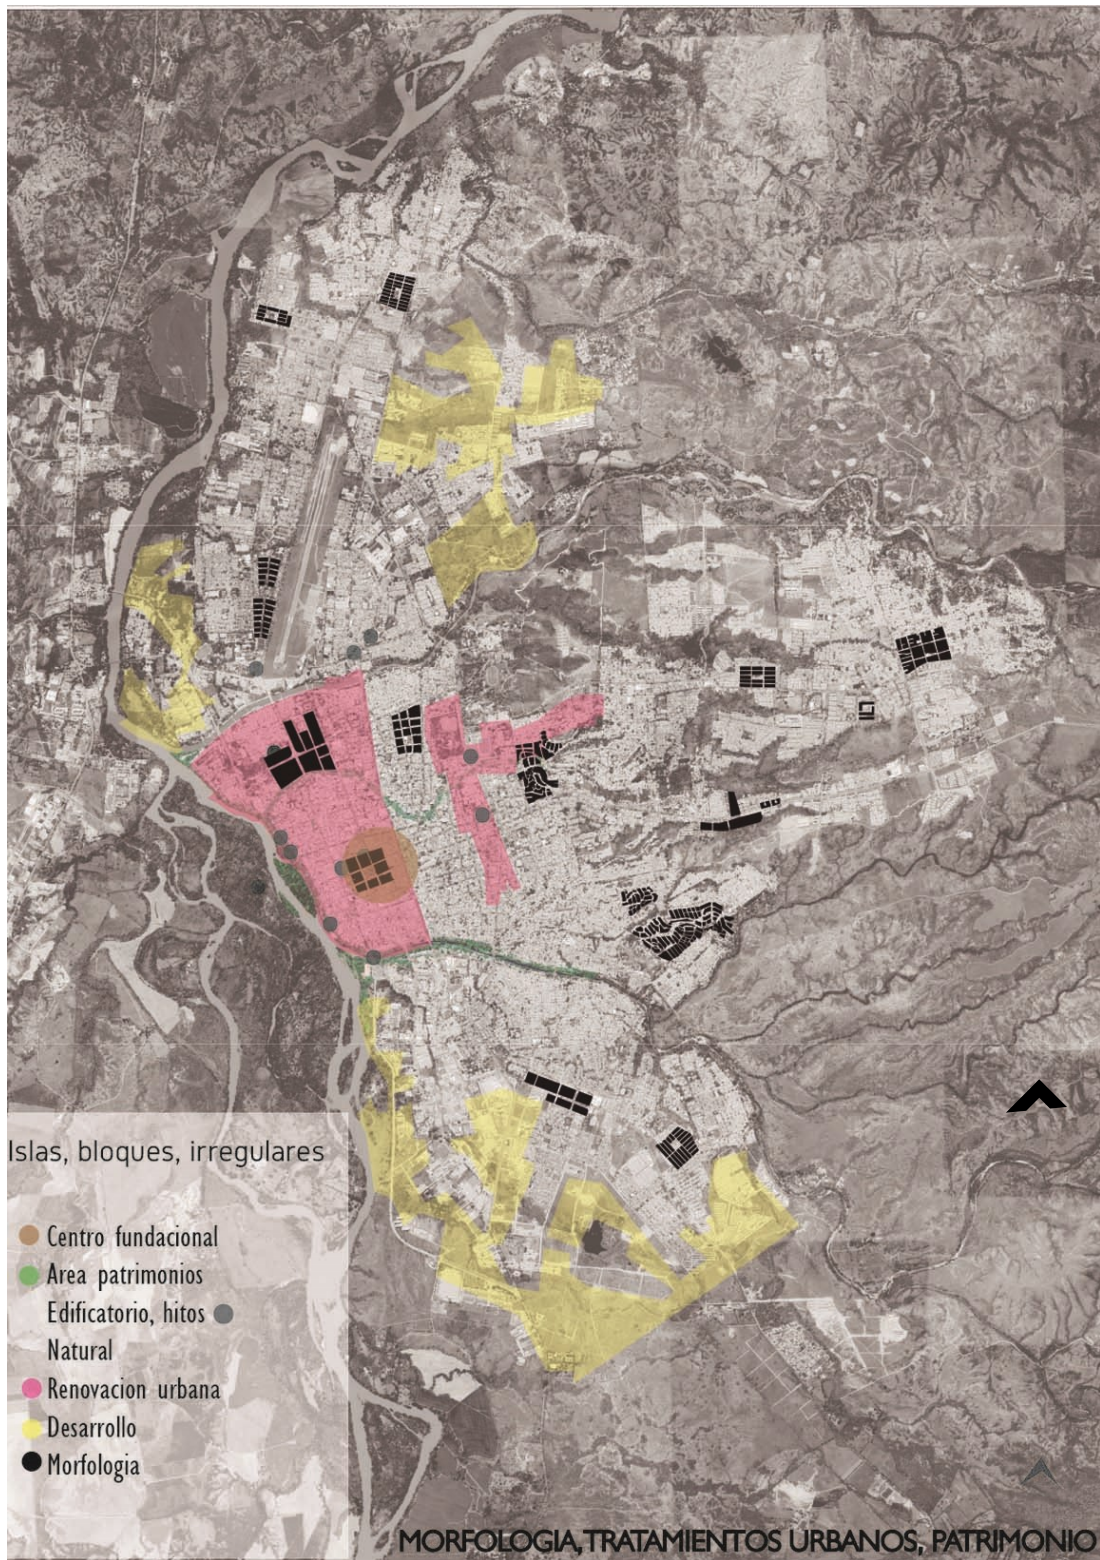 Islas, bloques, irregulares
Centro fundacional
Area patrimonios
Edificatorio, hitos
Natural
Renovacion urbana
Desarrollo
Morfologia
MORFOLOGIA,TRATAMIENTOS URBANOS, PATRIMONIO